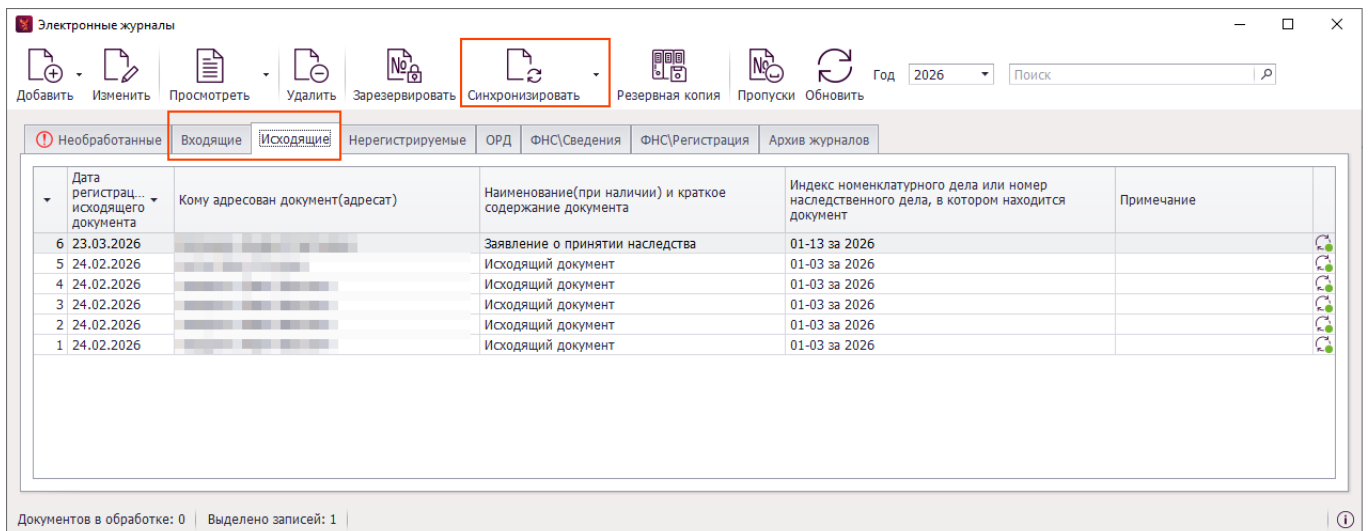 Электронные журналы
Добавить Изменить Просмотреть Удалить Зарезервировать Синхронизировать Резервная копия Пропуски Обновить Год 2026 Поиск
Необработанные Входящие Исходящие Нерегистрируемые ОРД ФНС\Сведения ФНС\Регистрация Архив журналов
Дата
регистрац...
исходящего
документа
Кому адресован документ(адресат)
Наименование(при наличии) и краткое
содержание документа
Индекс номенклатурного дела или номер
наследственного дела, в котором находится
документ
Примечание
6 23.03.2026 Заявление о принятии наследства 01-13 за 2026
5 24.02.2026 Исходящий документ 01-03 за 2026
4 24.02.2026 Исходящий документ 01-03 за 2026
3 24.02.2026 Исходящий документ 01-03 за 2026
2 24.02.2026 Исходящий документ 01-03 за 2026
1 24.02.2026 Исходящий документ 01-03 за 2026
Документов в обработке: 0 Выделено записей: 1